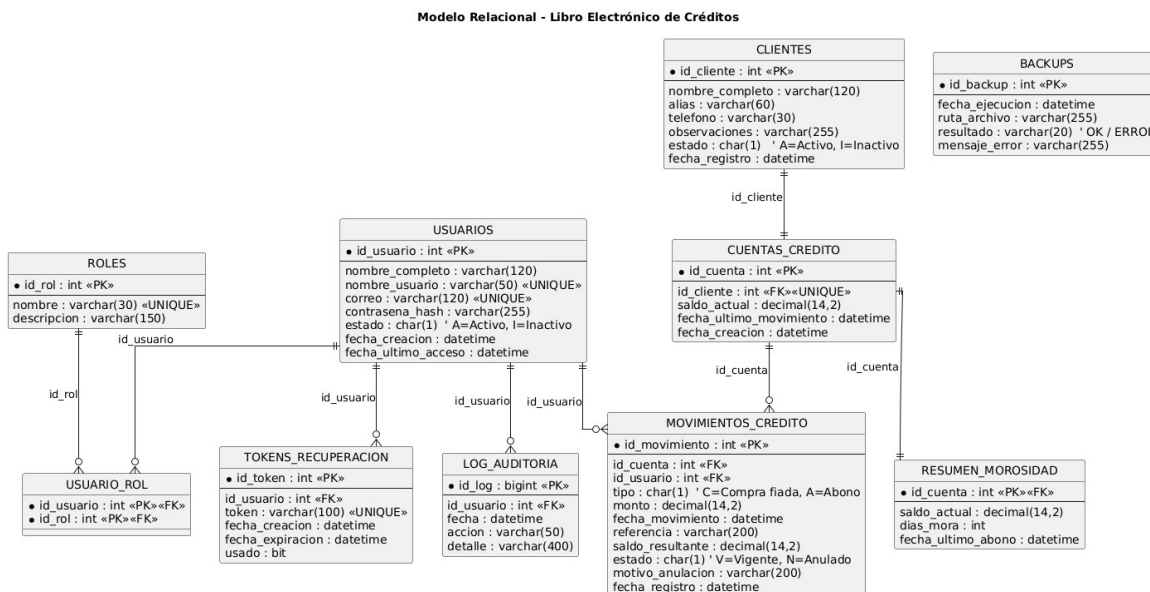 Modelo Relacional - Libro Electrónico de Créditos
CLIENTES
● id_cliente : int «PK»
nombre_completo : varchar(120)
alias : varchar(60)
telefono : varchar(30)
observaciones : varchar(255)
estado : char(1)   ' A=Activo, I=Inactivo
fecha_registro : datetime
BACKUPS
● id_backup : int «PK»
fecha_ejecucion : datetime
ruta_archivo : varchar(255)
resultado : varchar(20)  ' OK / ERROR
mensaje_error : varchar(255)
id_cliente
ROLES
● id_rol : int «PK»
nombre : varchar(30) «UNIQUE»
descripcion : varchar(150)
USUARIOS
● id_usuario : int «PK»
nombre_completo : varchar(120)
nombre_usuario : varchar(50) «UNIQUE»
correo : varchar(120) «UNIQUE»
contrasena_hash : varchar(255)
estado : char(1)  ' A=Activo, I=Inactivo
fecha_creacion : datetime
fecha_ultimo_acceso : datetime
CUENTAS_CREDITO
● id_cuenta : int «PK»
id_cliente : int «FK»«UNIQUE»
saldo_actual : decimal(14,2)
fecha_ultimo_movimiento : datetime
fecha_creacion : datetime
id_usuario
id_rol
id_usuario
id_usuario
id_usuario
id_cuenta
id_cuenta
USUARIO_ROL
● id_usuario : int «PK»«FK»
● id_rol : int «PK»«FK»
TOKENS_RECUPERACION
● id_token : int «PK»
id_usuario : int «FK»
token : varchar(100) «UNIQUE»
fecha_creacion : datetime
fecha_expiracion : datetime
usado : bit
LOG_AUDITORIA
● id_log : bigint «PK»
id_usuario : int «FK»
fecha : datetime
accion : varchar(50)
detalle : varchar(400)
MOVIMIENTOS_CREDITO
● id_movimiento : int «PK»
id_cuenta : int «FK»
id_usuario : int «FK»
tipo : char(1)  ' C=Compra fiada, A=Abono
monto : decimal(14,2)
fecha_movimiento : datetime
referencia : varchar(200)
saldo_resultante : decimal(14,2)
estado : char(1) ' V=Vigente, N=Anulado
motivo_anulacion : varchar(200)
fecha_registro : datetime
RESUMEN_MOROSIDAD
● id_cuenta : int «PK»«FK»
saldo_actual : decimal(14,2)
dias_mora : int
fecha_ultimo_abono : datetime